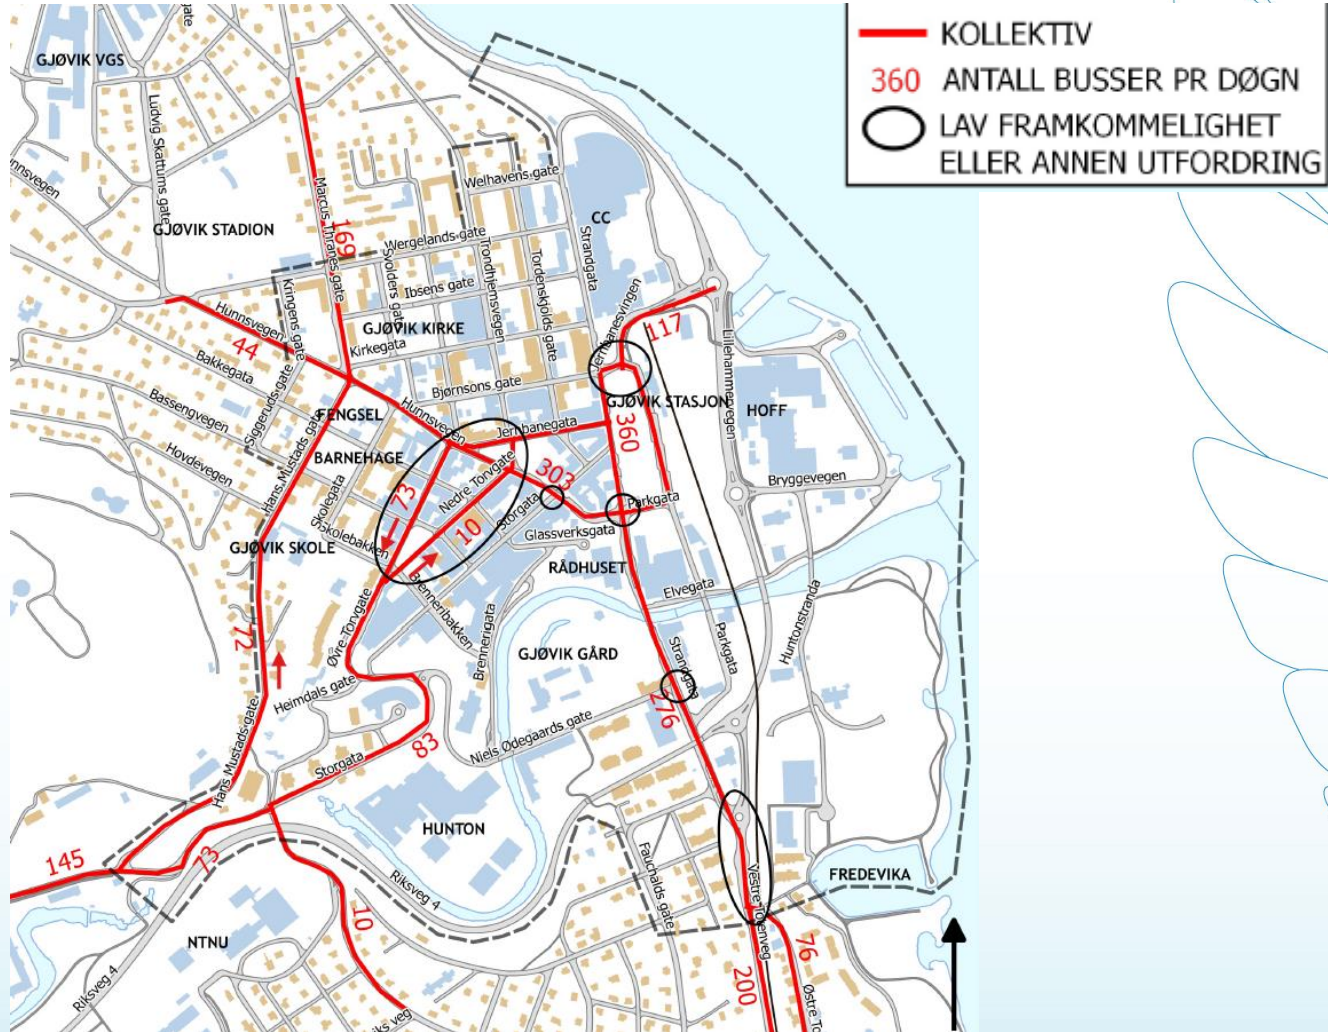 KOLLEKTIV
360 ANTALL BUSSER PR DØGN
LAV FRAMKOMMELIGHET
ELLER ANNEN UTFORDRING
GJØVIK VGS
Ludvig Skattums gate
GJØVIK STADION
Marcus Thranes gate
169
Welhavens gate
CC
Wergelands gate
Strandgata
Svolders gate
Trondhjemsvegen
Tordenskjolds gate
Ibsens gate
Kringens gate
Hunnsvegen
44
GJØVIK KIRKE
Kirkegata
Jernbanesvingen
117
Lillehammervegen
Bakkegata
Siggeruds gate
Bjørnsons gate
GJØVIK STASJON
HOFF
Bassengvegen
FENGSEL
Hunnsvegen
Jernbanegata
360
Hovdevegen
BARNEHAGE
Hans Mustads gate
Skolegata
73
Nedre Torvgate
303
Storgata
Parkgata
Bryggevegen
Skolebakken
10
Glassverksgata
GJØVIK SKOLE
RÅDHUSET
Brenneribakken
Elvegata
Øvre Torvgate
Brennerigata
GJØVIK GÅRD
Strandgata
Parkgata
Huntonstranda
72
Heimdals gate
276
Hans Mustads gate
Storgata
83
Niels Ødegaards gate
HUNTON
145
73
Riksveg 4
Fauchalds gate
Vestre Totenveg
FREDEVIKA
10
NTNU
76
Riksveg 4
200